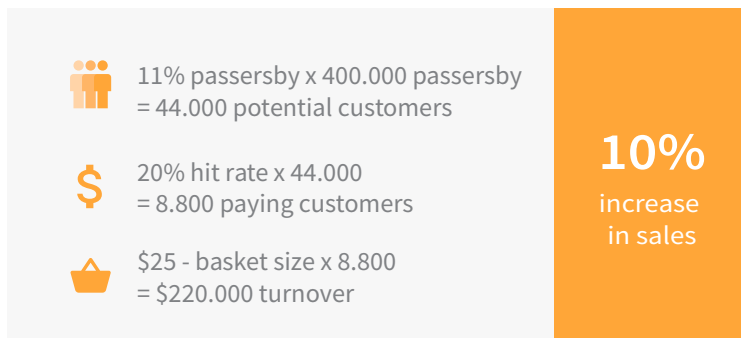 11% passersby x 400.000 passersby
= 44.000 potential customers
20% hit rate x 44.000
= 8.800 paying customers
$25 - basket size x 8.800
= $220.000 turnover
10%
increase
in sales